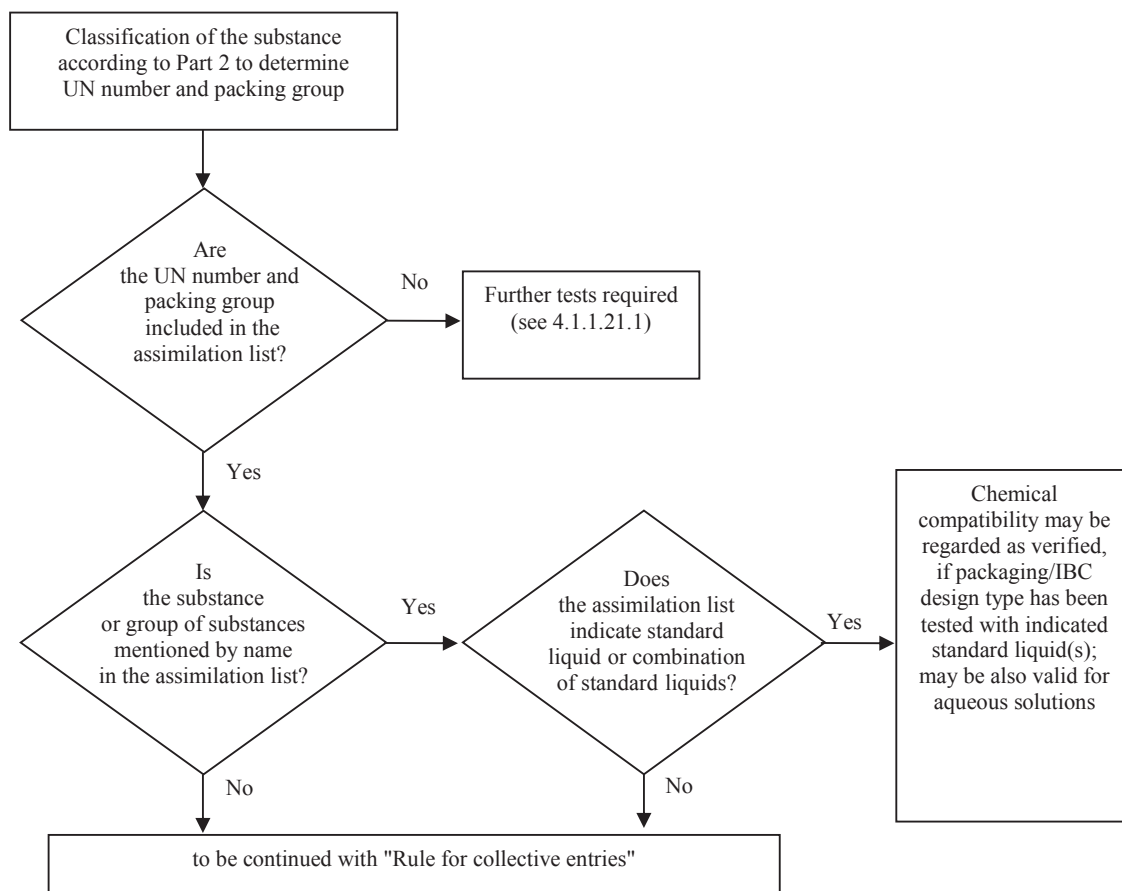 Classification of the substance
according to Part 2 to determine
UN number and packing group
Are
the UN number and
packing group
included in the
assimilation list?
No
Further tests required
(see 4.1.1.21.1)
Yes
Is
the substance
or group of substances
mentioned by name
in the assimilation list?
Yes
Does
the assimilation list
indicate standard
liquid or combination
of standard liquids?
Yes
Chemical
compatibility may be
regarded as verified,
if packaging/IBC
design type has been
tested with indicated
standard liquid(s);
may be also valid for
aqueous solutions
No
No
to be continued with "Rule for collective entries"